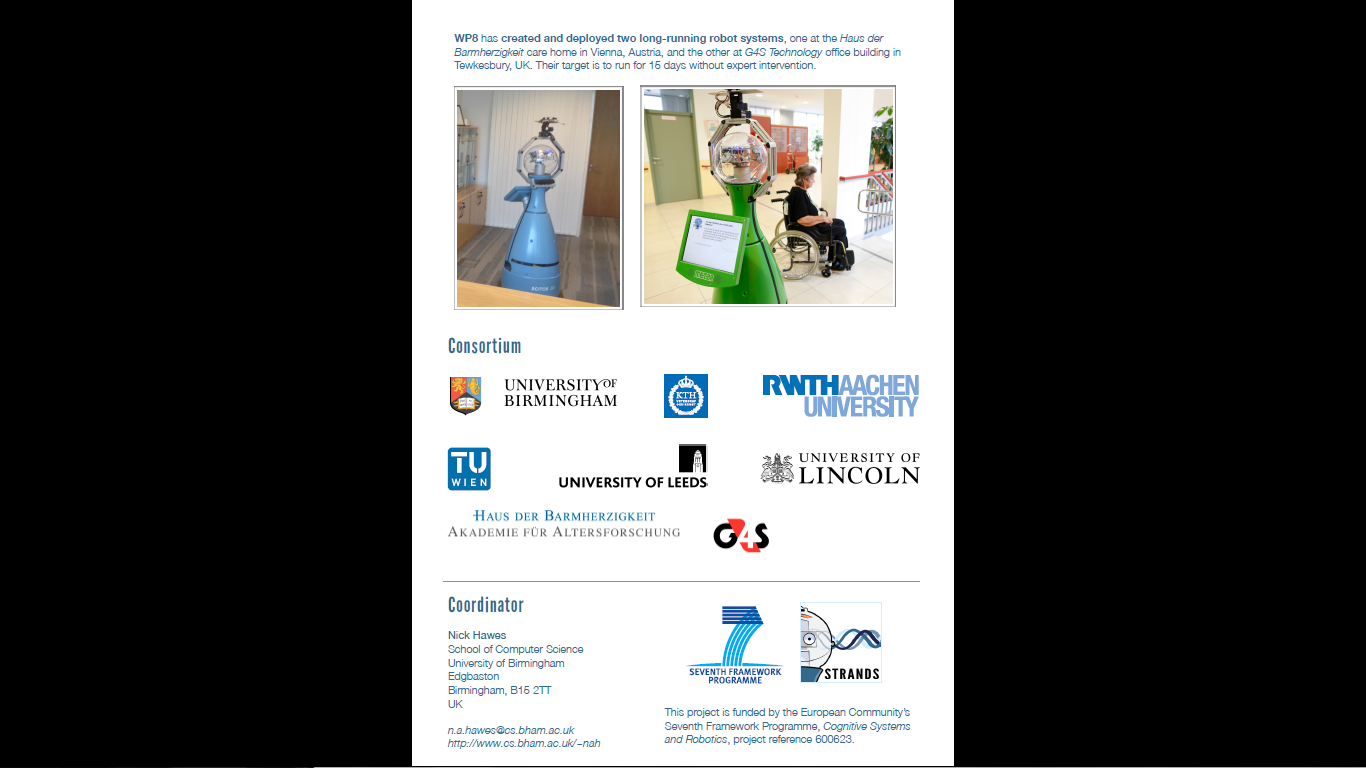 WP8 has created and deployed two long-running robot systems, one at the Haus der
Barmherzigkeit care home in Vienna, Austria, and the other at G4S Technology office building in
Tewkesbury, UK. Their target is to run for 15 days without expert intervention.
Consortium
UNIVERSITY OF
BIRMINGHAM
KTH
RWTHAACHEN
UNIVERSITY
TU
WIEN
UNIVERSITY OF LEEDS
UNIVERSITY OF
LINCOLN
HAUS DER BARMHERZIGKEIT
AKADEMIE FÜR ALTERSFORSCHUNG
G4S
Coordinator
Nick Hawes
School of Computer Science
University of Birmingham
Edgbaston
Birmingham, B15 2TT
UK
n.a.hawes@cs.bham.ac.uk
http://www.cs.bham.ac.uk/~nah
7
SEVENTH FRAMEWORK
PROGRAMME
STRANDS
This project is funded by the European Community's
Seventh Framework Programme, Cognitive Systems
and Robotics, project reference 600623.